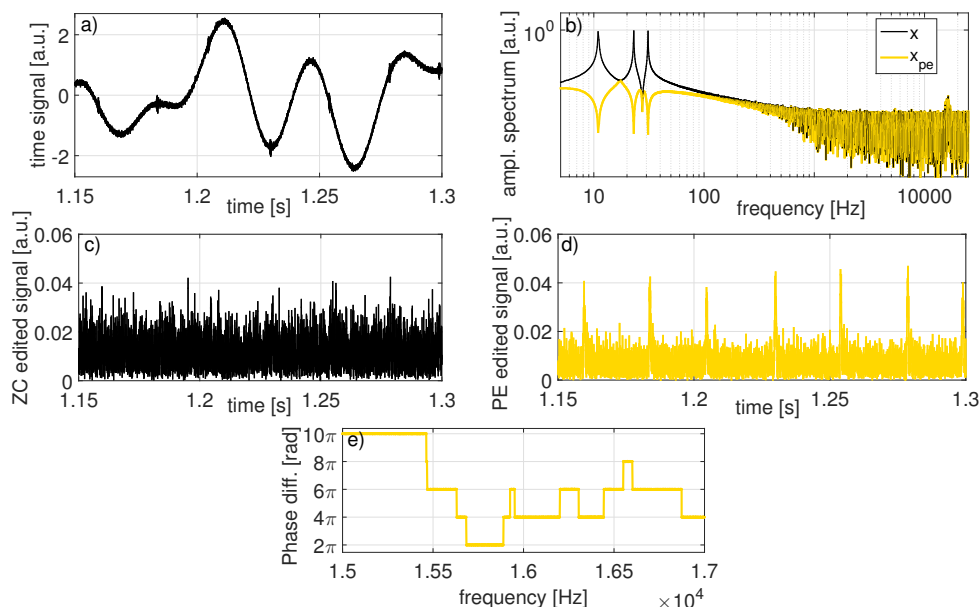 a)
time signal [a.u.]
2
0
-2
1.15 1.2 1.25 1.3
time [s]
b)
ampl. spectrum [a.u.]
10⁰
x
x_pe
10 100 1000 10000
frequency [Hz]
c)
ZC edited signal [a.u.]
0.06
0.04
0.02
0
1.15 1.2 1.25 1.3
time [s]
d)
PE edited signal [a.u.]
0.06
0.04
0.02
0
1.15 1.2 1.25 1.3
time [s]
e)
Phase diff. [rad]
10π
8π
6π
4π
2π
1.5 1.55 1.6 1.65 1.7
frequency [Hz]
×10⁴